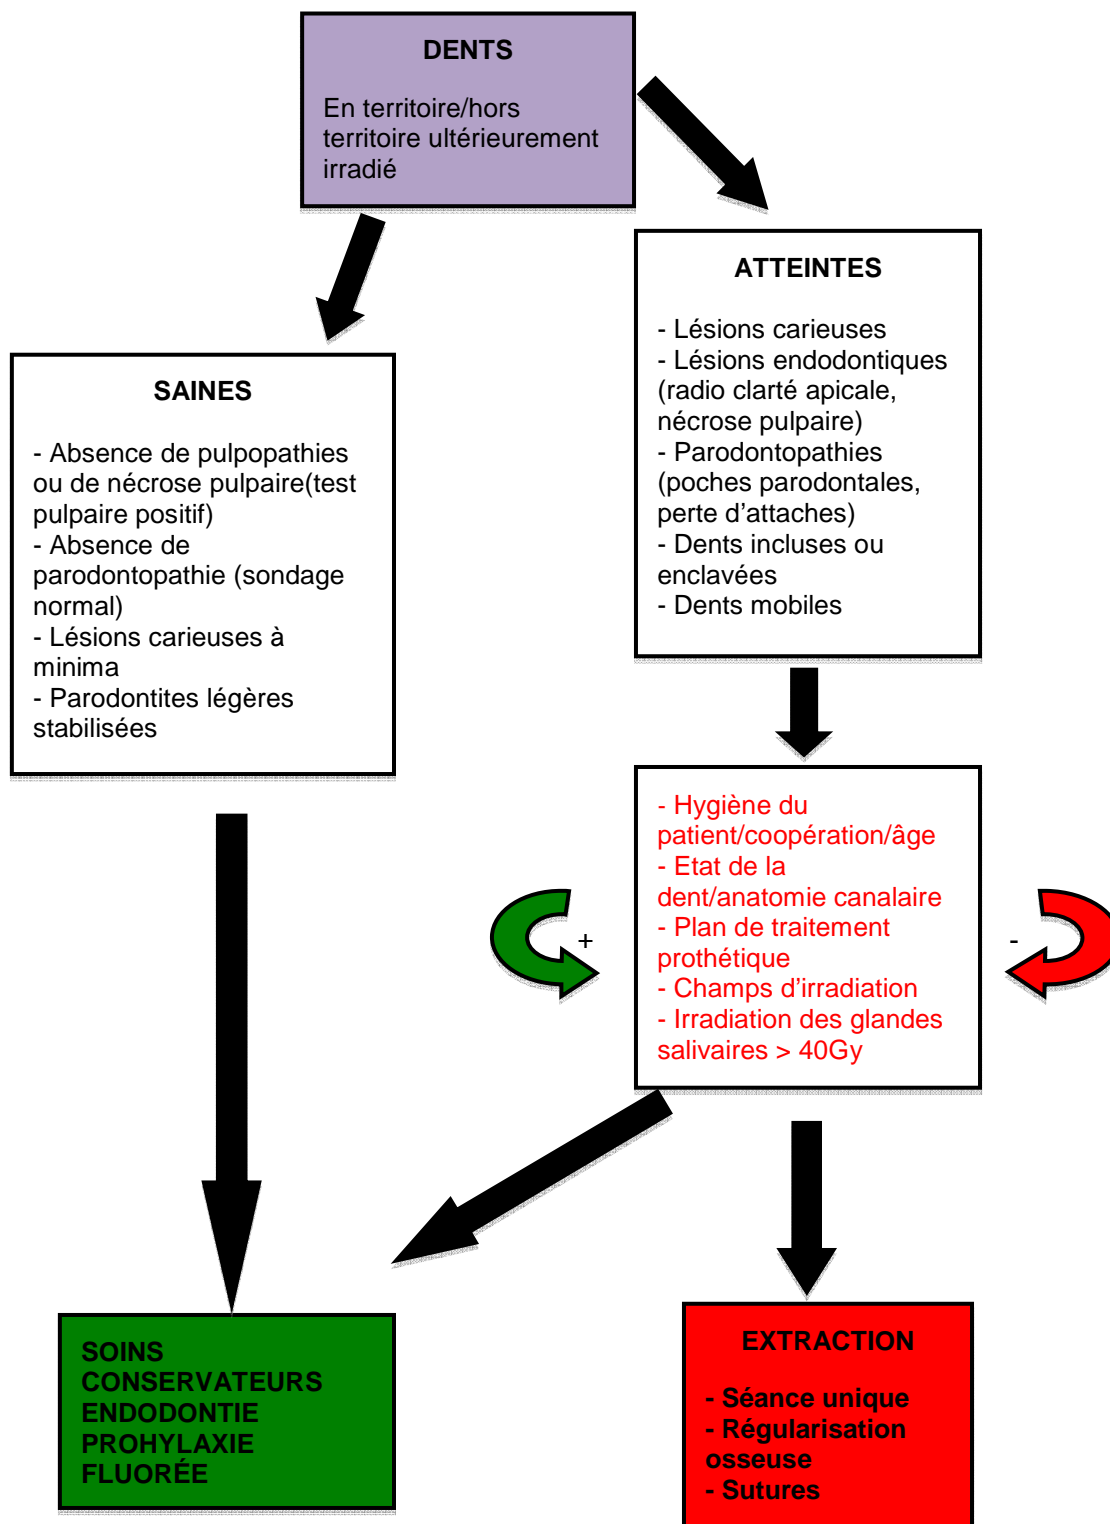 DENTS
En territoire/hors
territoire ultérieurement
irradié
ATTEINTES
- Lésions carieuses
- Lésions endodontiques
(radio clarté apicale,
nécrose pulpaire)
- Parodontopathies
(poches parodontales,
perte d'attaches)
- Dents incluses ou
enclavées
- Dents mobiles
SAINES
- Absence de pulpopathies
ou de nécrose pulpaire(test
pulpaire positif)
- Absence de
parodontopathie (sondage
normal)
- Lésions carieuses à
minima
- Parodontites légères
stabilisées
- Hygiène du
patient/coopération/âge
- Etat de la
dent/anatomie canalaire
- Plan de traitement
prothétique
- Champs d'irradiation
- Irradiation des glandes
salivaires > 40Gy
+
-
SOINS
CONSERVATEURS
ENDODONTIE
PROHYLAXIE
FLUORÉE
EXTRACTION
- Séance unique
- Régularisation
osseuse
- Sutures